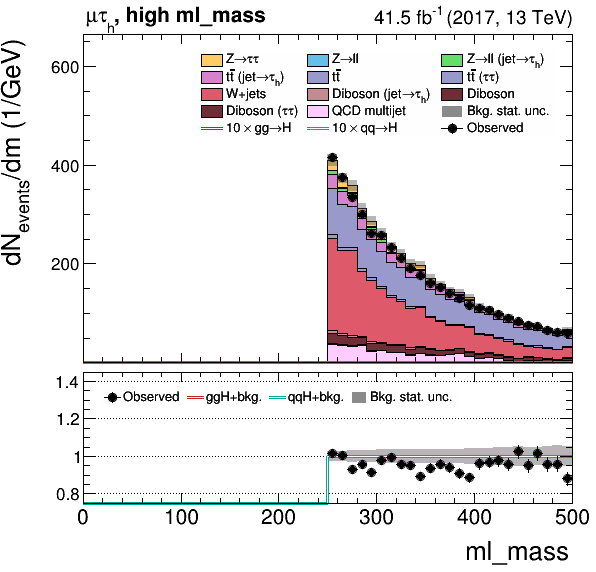 μτh, high ml_mass 41.5 fb-1 (2017, 13 TeV)
dNevents/dm (1/GeV)
600
400
200
Z→ττ Z→ll Z→ll (jet→τh)
tt̄ (jet→τh) tt̄ tt̄ (ττ)
W+jets Diboson (jet→τh) Diboson
Diboson (ττ) QCD multijet Bkg. stat. unc.
10 × gg→H 10 × qq→H Observed
1.4
1.2
1
0.8
Observed ggH+bkg. qqH+bkg. Bkg. stat. unc.
0 100 200 300 400 500
ml_mass